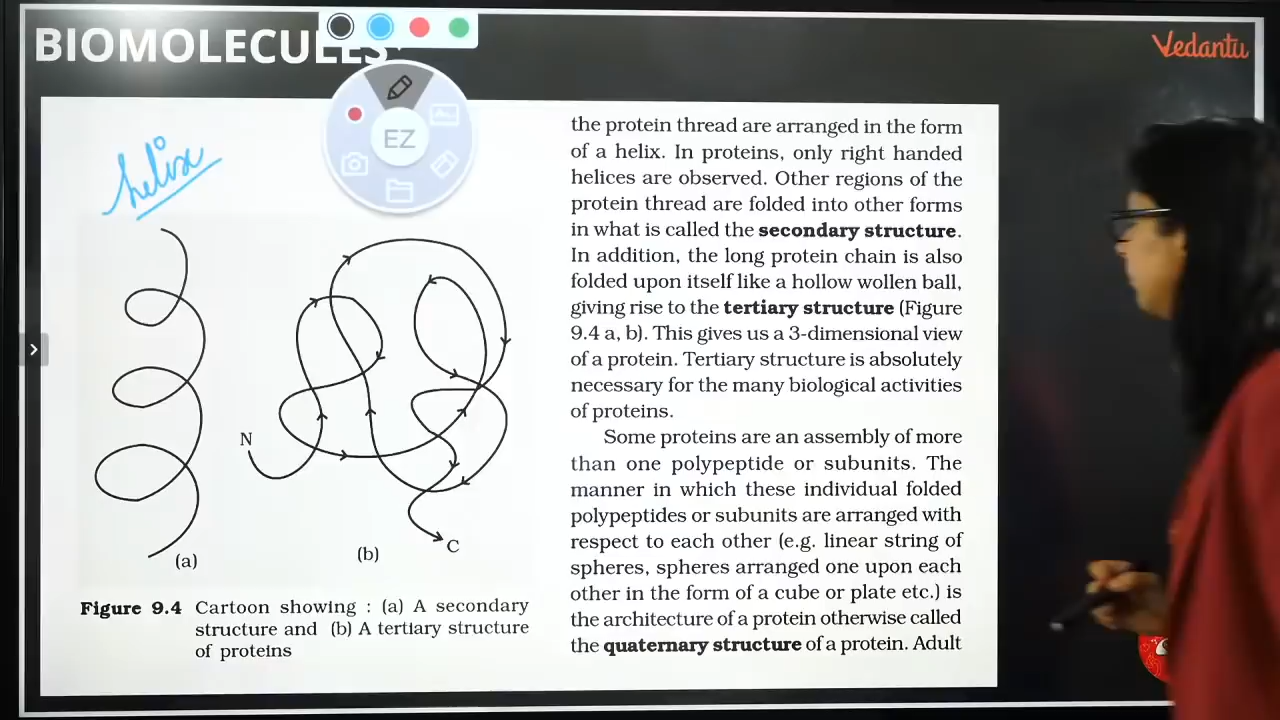 BIOMOLECULES
Vedantu
EZ
helix
the protein thread are arranged in the form
of a helix. In proteins, only right handed
helices are observed. Other regions of the
protein thread are folded into other forms
in what is called the secondary structure.
In addition, the long protein chain is also
folded upon itself like a hollow wollen ball,
giving rise to the tertiary structure (Figure
9.4 a, b). This gives us a 3-dimensional view
of a protein. Tertiary structure is absolutely
necessary for the many biological activities
of proteins.
Some proteins are an assembly of more
than one polypeptide or subunits. The
manner in which these individual folded
polypeptides or subunits are arranged with
respect to each other (e.g. linear string of
spheres, spheres arranged one upon each
other in the form of a cube or plate etc.) is
the architecture of a protein otherwise called
the quaternary structure of a protein. Adult
N
C
(a)
(b)
Figure 9.4 Cartoon showing : (a) A secondary
structure and (b) A tertiary structure
of proteins